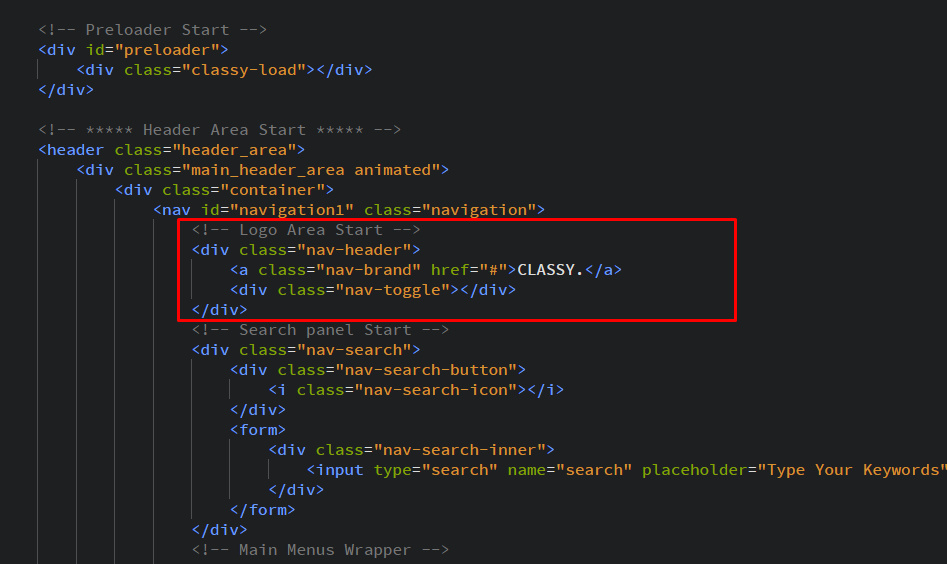 <!-- Preloader Start -->
<div id="preloader">
<div class="classy-load"></div>
</div>
<!-- ***** Header Area Start ***** -->
<header class="header_area">
<div class="main_header_area animated">
<div class="container">
<nav id="navigation1" class="navigation">
<!-- Logo Area Start -->
<div class="nav-header">
<a class="nav-brand" href="#">CLASSY.</a>
<div class="nav-toggle"></div>
</div>
<!-- Search panel Start -->
<div class="nav-search">
<div class="nav-search-button">
<i class="nav-search-icon"></i>
</div>
<form>
<div class="nav-search-inner">
<input type="search" name="search" placeholder="Type Your Keywords"
</div>
</form>
</div>
<!-- Main Menus Wrapper -->